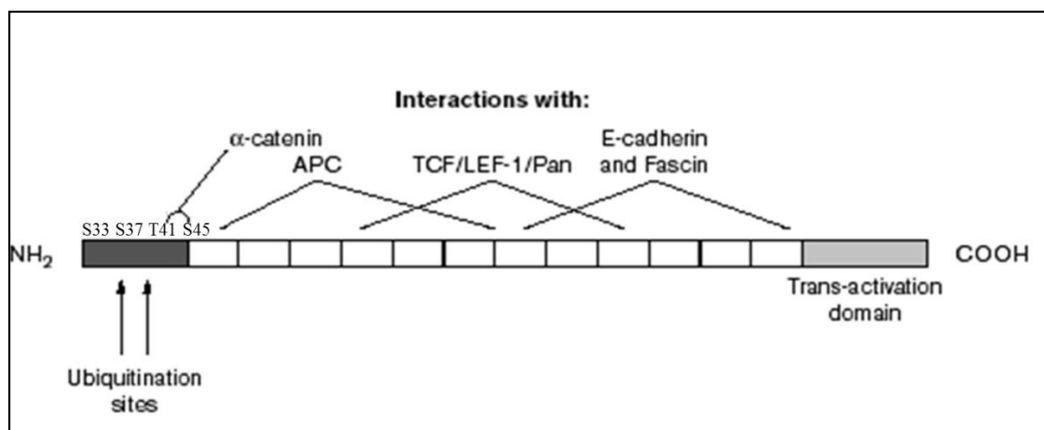 Interactions with:
α-catenin
APC
TCF/LEF-1/Pan
E-cadherin
and Fascin
S33 S37 T41 S45
NH₂
COOH
Trans-activation
domain
Ubiquitination
sites